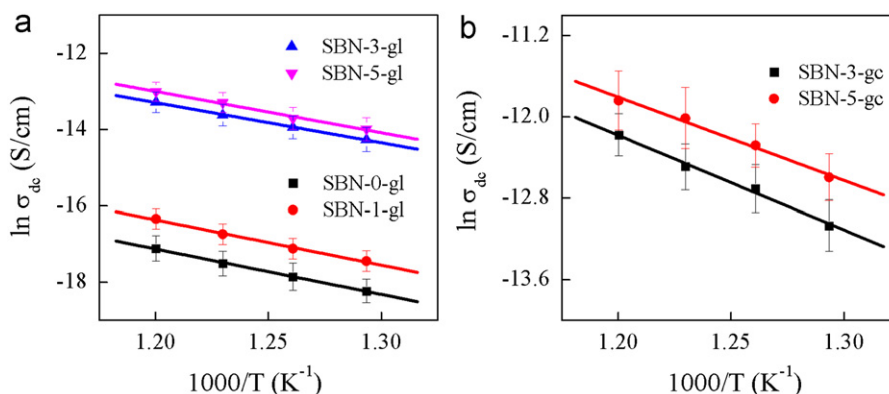 a
ln σdc (S/cm)
-12
-14
-16
-18
SBN-3-gl
SBN-5-gl
SBN-0-gl
SBN-1-gl
1.20 1.25 1.30
1000/T (K⁻¹)
b
ln σdc (S/cm)
-11.2
-12.0
-12.8
-13.6
SBN-3-gc
SBN-5-gc
1.20 1.25 1.30
1000/T (K⁻¹)